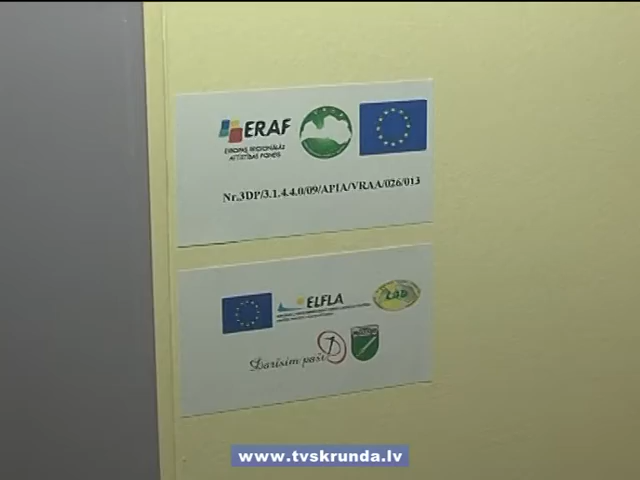 ERAF
EIROPAS REĢIONĀLĀS
ATTĪSTĪBAS FONDS
Nr.3DP/3.1.4.4.0/09/APIA/VRAA/026/013
ELFLA
LAD
Darīsim paši
www.tvskrunda.lv